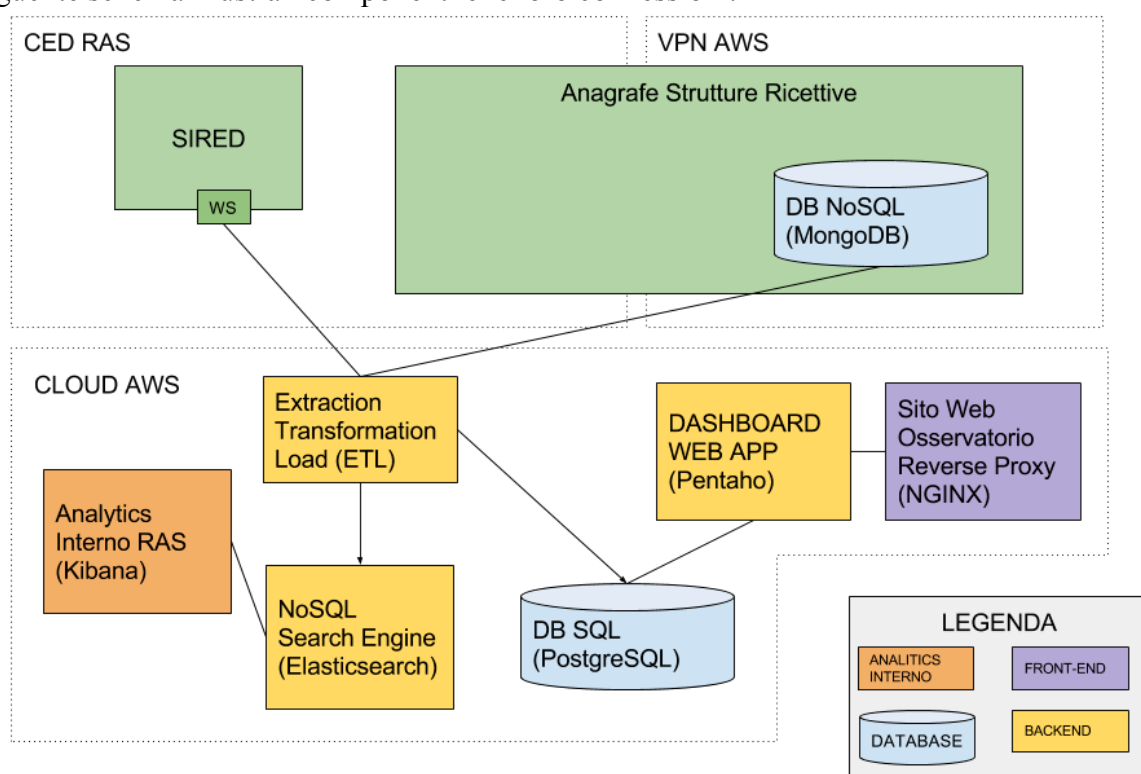 CED RAS
VPN AWS
SIRED
WS
Anagrafe Strutture Ricettive
DB NoSQL
(MongoDB)
CLOUD AWS
Extraction
Transformation
Load (ETL)
DASHBOARD
WEB APP
(Pentaho)
Sito Web
Osservatorio
Reverse Proxy
(NGINX)
Analytics
Interno RAS
(Kibana)
NoSQL
Search Engine
(Elasticsearch)
DB SQL
(PostgreSQL)
LEGENDA
ANALITICS
INTERNO
FRONT-END
DATABASE
BACKEND